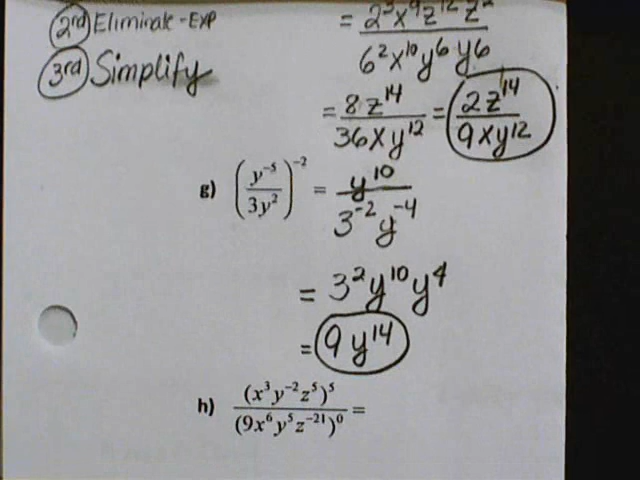 2nd Eliminate -EXP
= 2³x⁹z¹²z² / 6²x¹⁰y⁶y⁶
3rd Simplify
= 8z¹⁴ / 36xy¹² = 2z¹⁴ / 9xy¹²
g) (y⁻⁵ / 3y²)⁻² = y¹⁰ / 3⁻²y⁻⁴
= 3²y¹⁰y⁴
= 9y¹⁴
h) (x³y⁻²z⁵)⁵ / (9x⁶y⁵z⁻²¹)⁰ =